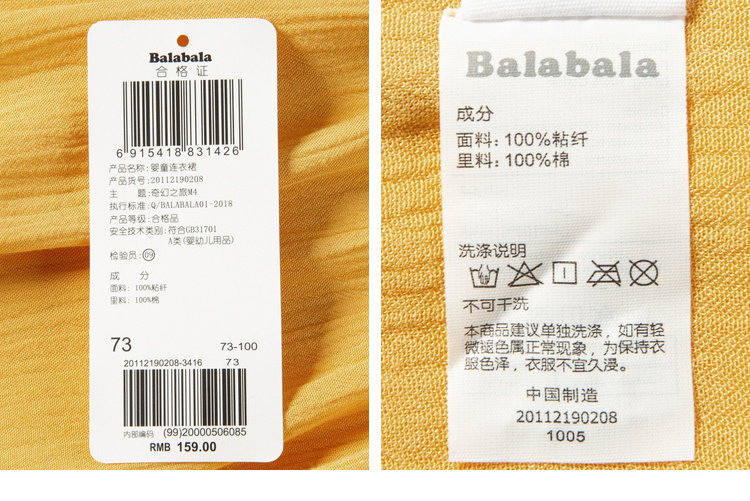 Balabala
合格证
6 915418 831426
产品名称: 婴童连衣裙
产品货号: 20112190208
主 题: 奇幻之旅M4
执行标准: Q/BALABALA01-2018
产品等级: 合格品
安全技术类别: 符合GB31701
A类(婴幼儿用品)
检验员: 09
成 分
面料: 100%粘纤
里料: 100%棉
73 73-100
20112190208-3416 73
内部编码 (99)20000506085
RMB 159.00
Balabala
成分
面料: 100%粘纤
里料: 100%棉
洗涤说明
不可干洗
本商品建议单独洗涤, 如有轻
微褪色属正常现象, 为保持衣
服色泽, 衣服不宜久浸。
中国制造
20112190208
1005